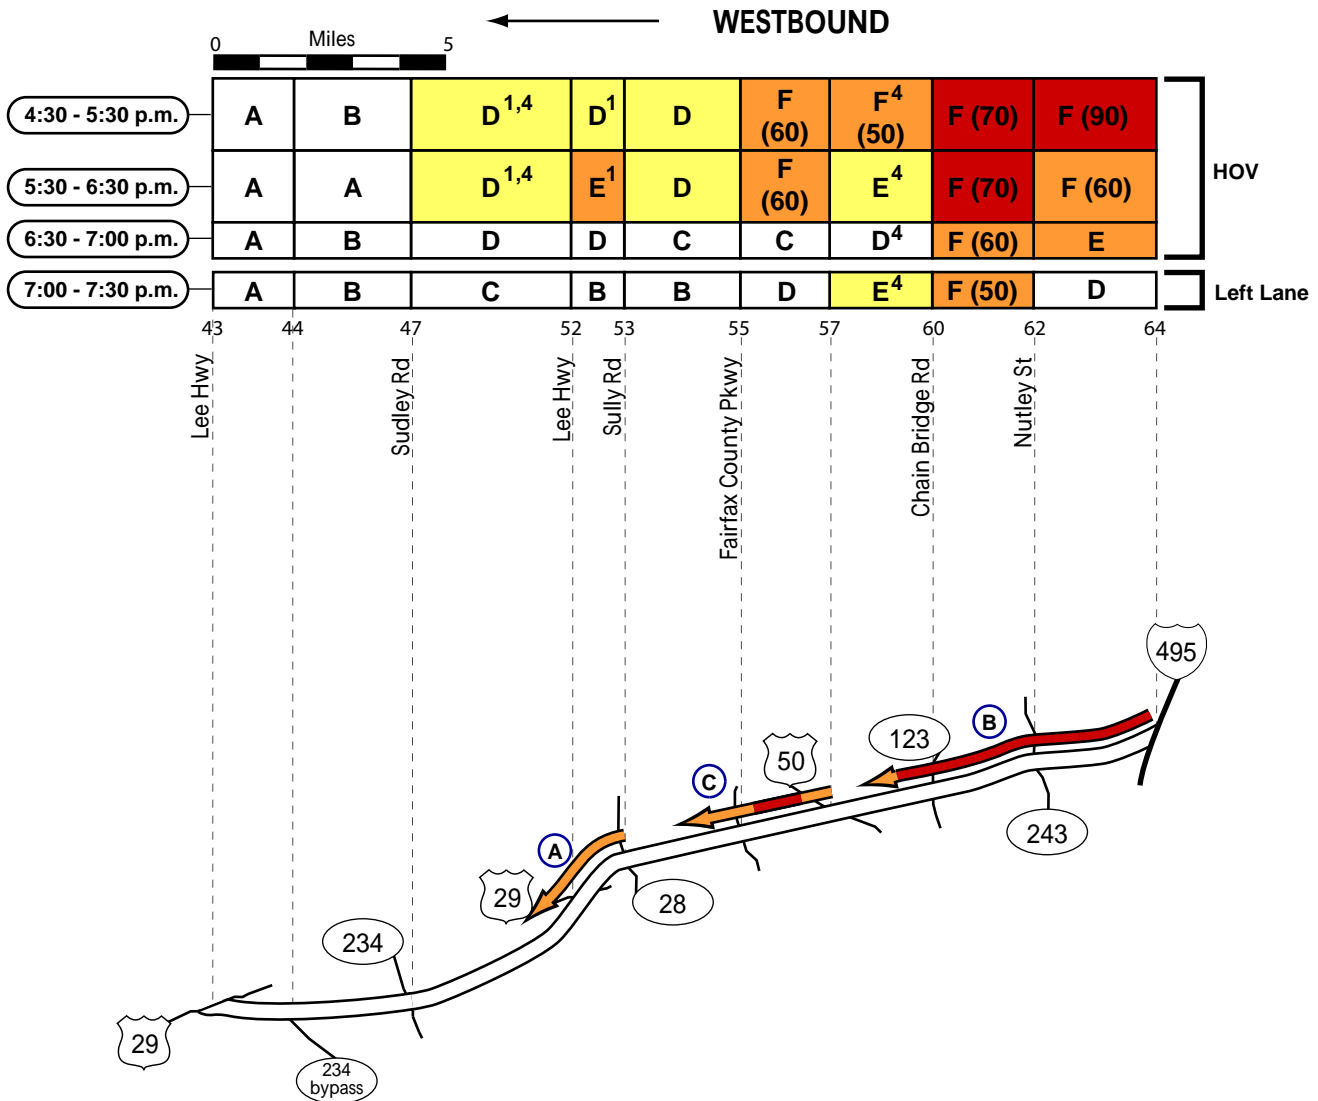 WESTBOUND
0 Miles 5
4:30 - 5:30 p.m. A B D1,4 D1 D F (60) F4 (50) F (70) F (90)
5:30 - 6:30 p.m. A A D1,4 E1 D F (60) E4 F (70) F (60)
HOV
6:30 - 7:00 p.m. A B D D C C D4 F (60) E
7:00 - 7:30 p.m. A B C B B D E4 F (50) D
Left Lane
43 44 47 52 53 55 57 60 62 64
Lee Hwy
Sudley Rd
Lee Hwy
Sully Rd
Fairfax County Pkwy
Chain Bridge Rd
Nutley St
495
B
123
50
C
243
A
29
28
234
29
234
bypass